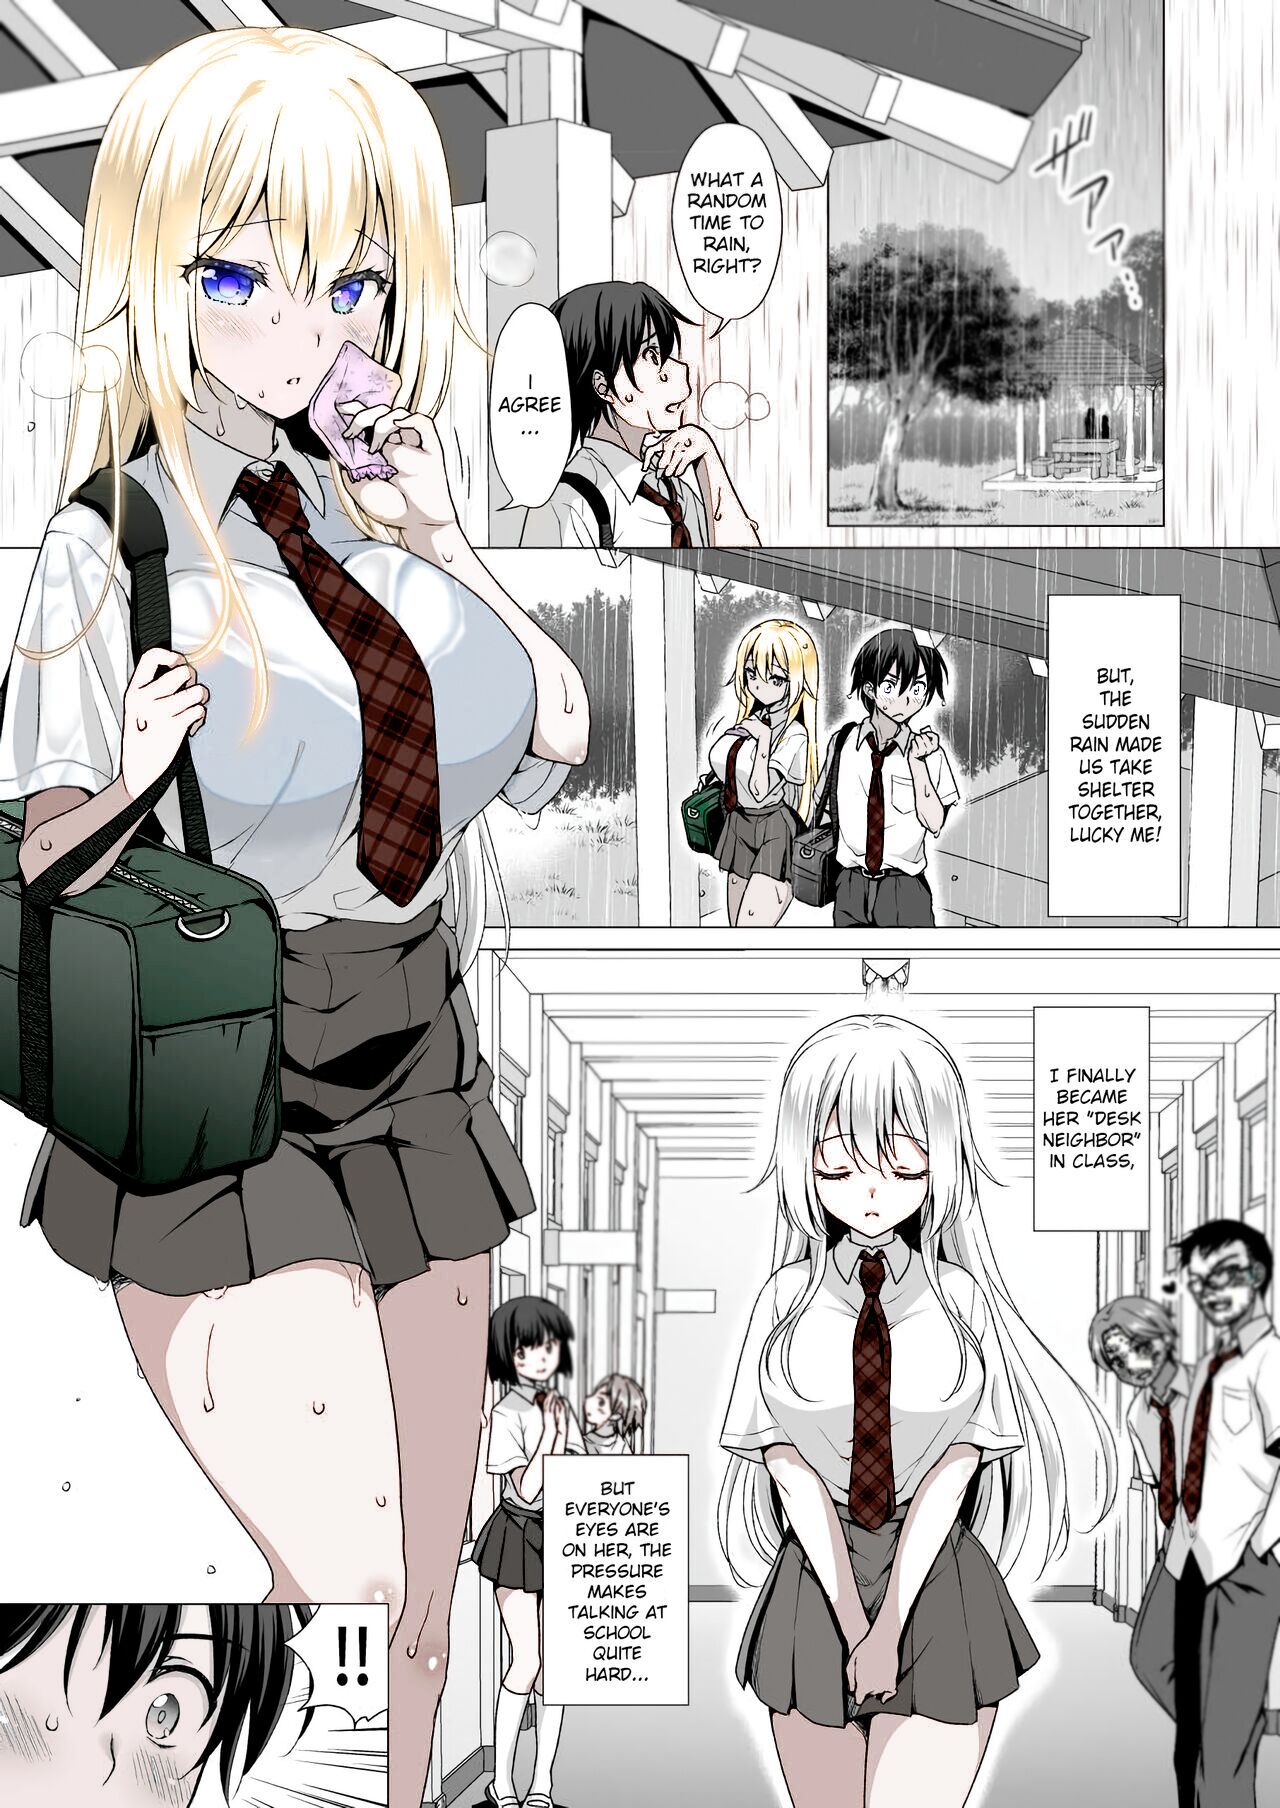 ザァァァ…
WHAT A
RANDOM
TIME TO
RAIN,
RIGHT?
I
AGREE
...
BUT,
THE
SUDDEN
RAIN MADE
US TAKE
SHELTER
TOGETHER,
LUCKY ME!
I FINALLY
BECAME
HER "DESK
NEIGHBOR"
IN CLASS,
BUT
EVERYONE'S
EYES ARE
ON HER, THE
PRESSURE
MAKES
TALKING AT
SCHOOL
QUITE
HARD...
!!